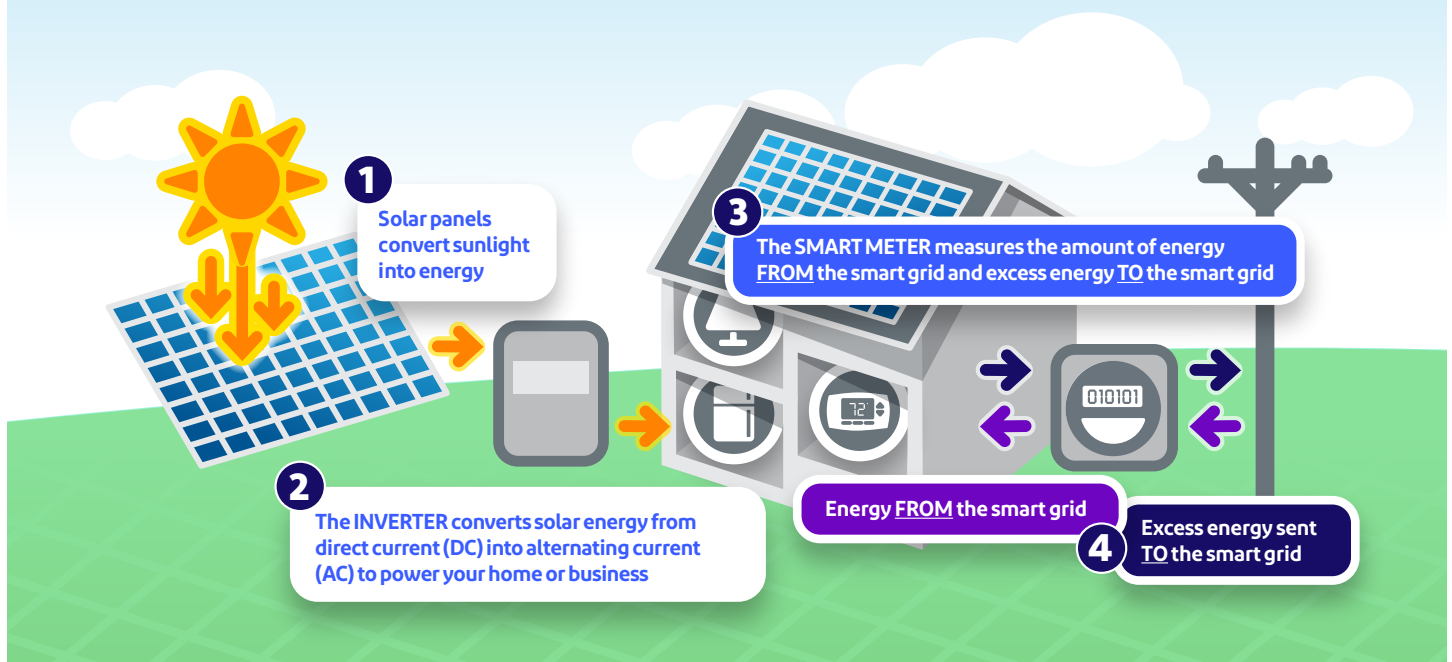 1
Solar panels
convert sunlight
into energy
2
The INVERTER converts solar energy from
direct current (DC) into alternating current
(AC) to power your home or business
3
The SMART METER measures the amount of energy
FROM the smart grid and excess energy TO the smart grid
72°
010101
Energy FROM the smart grid
4
Excess energy sent
TO the smart grid